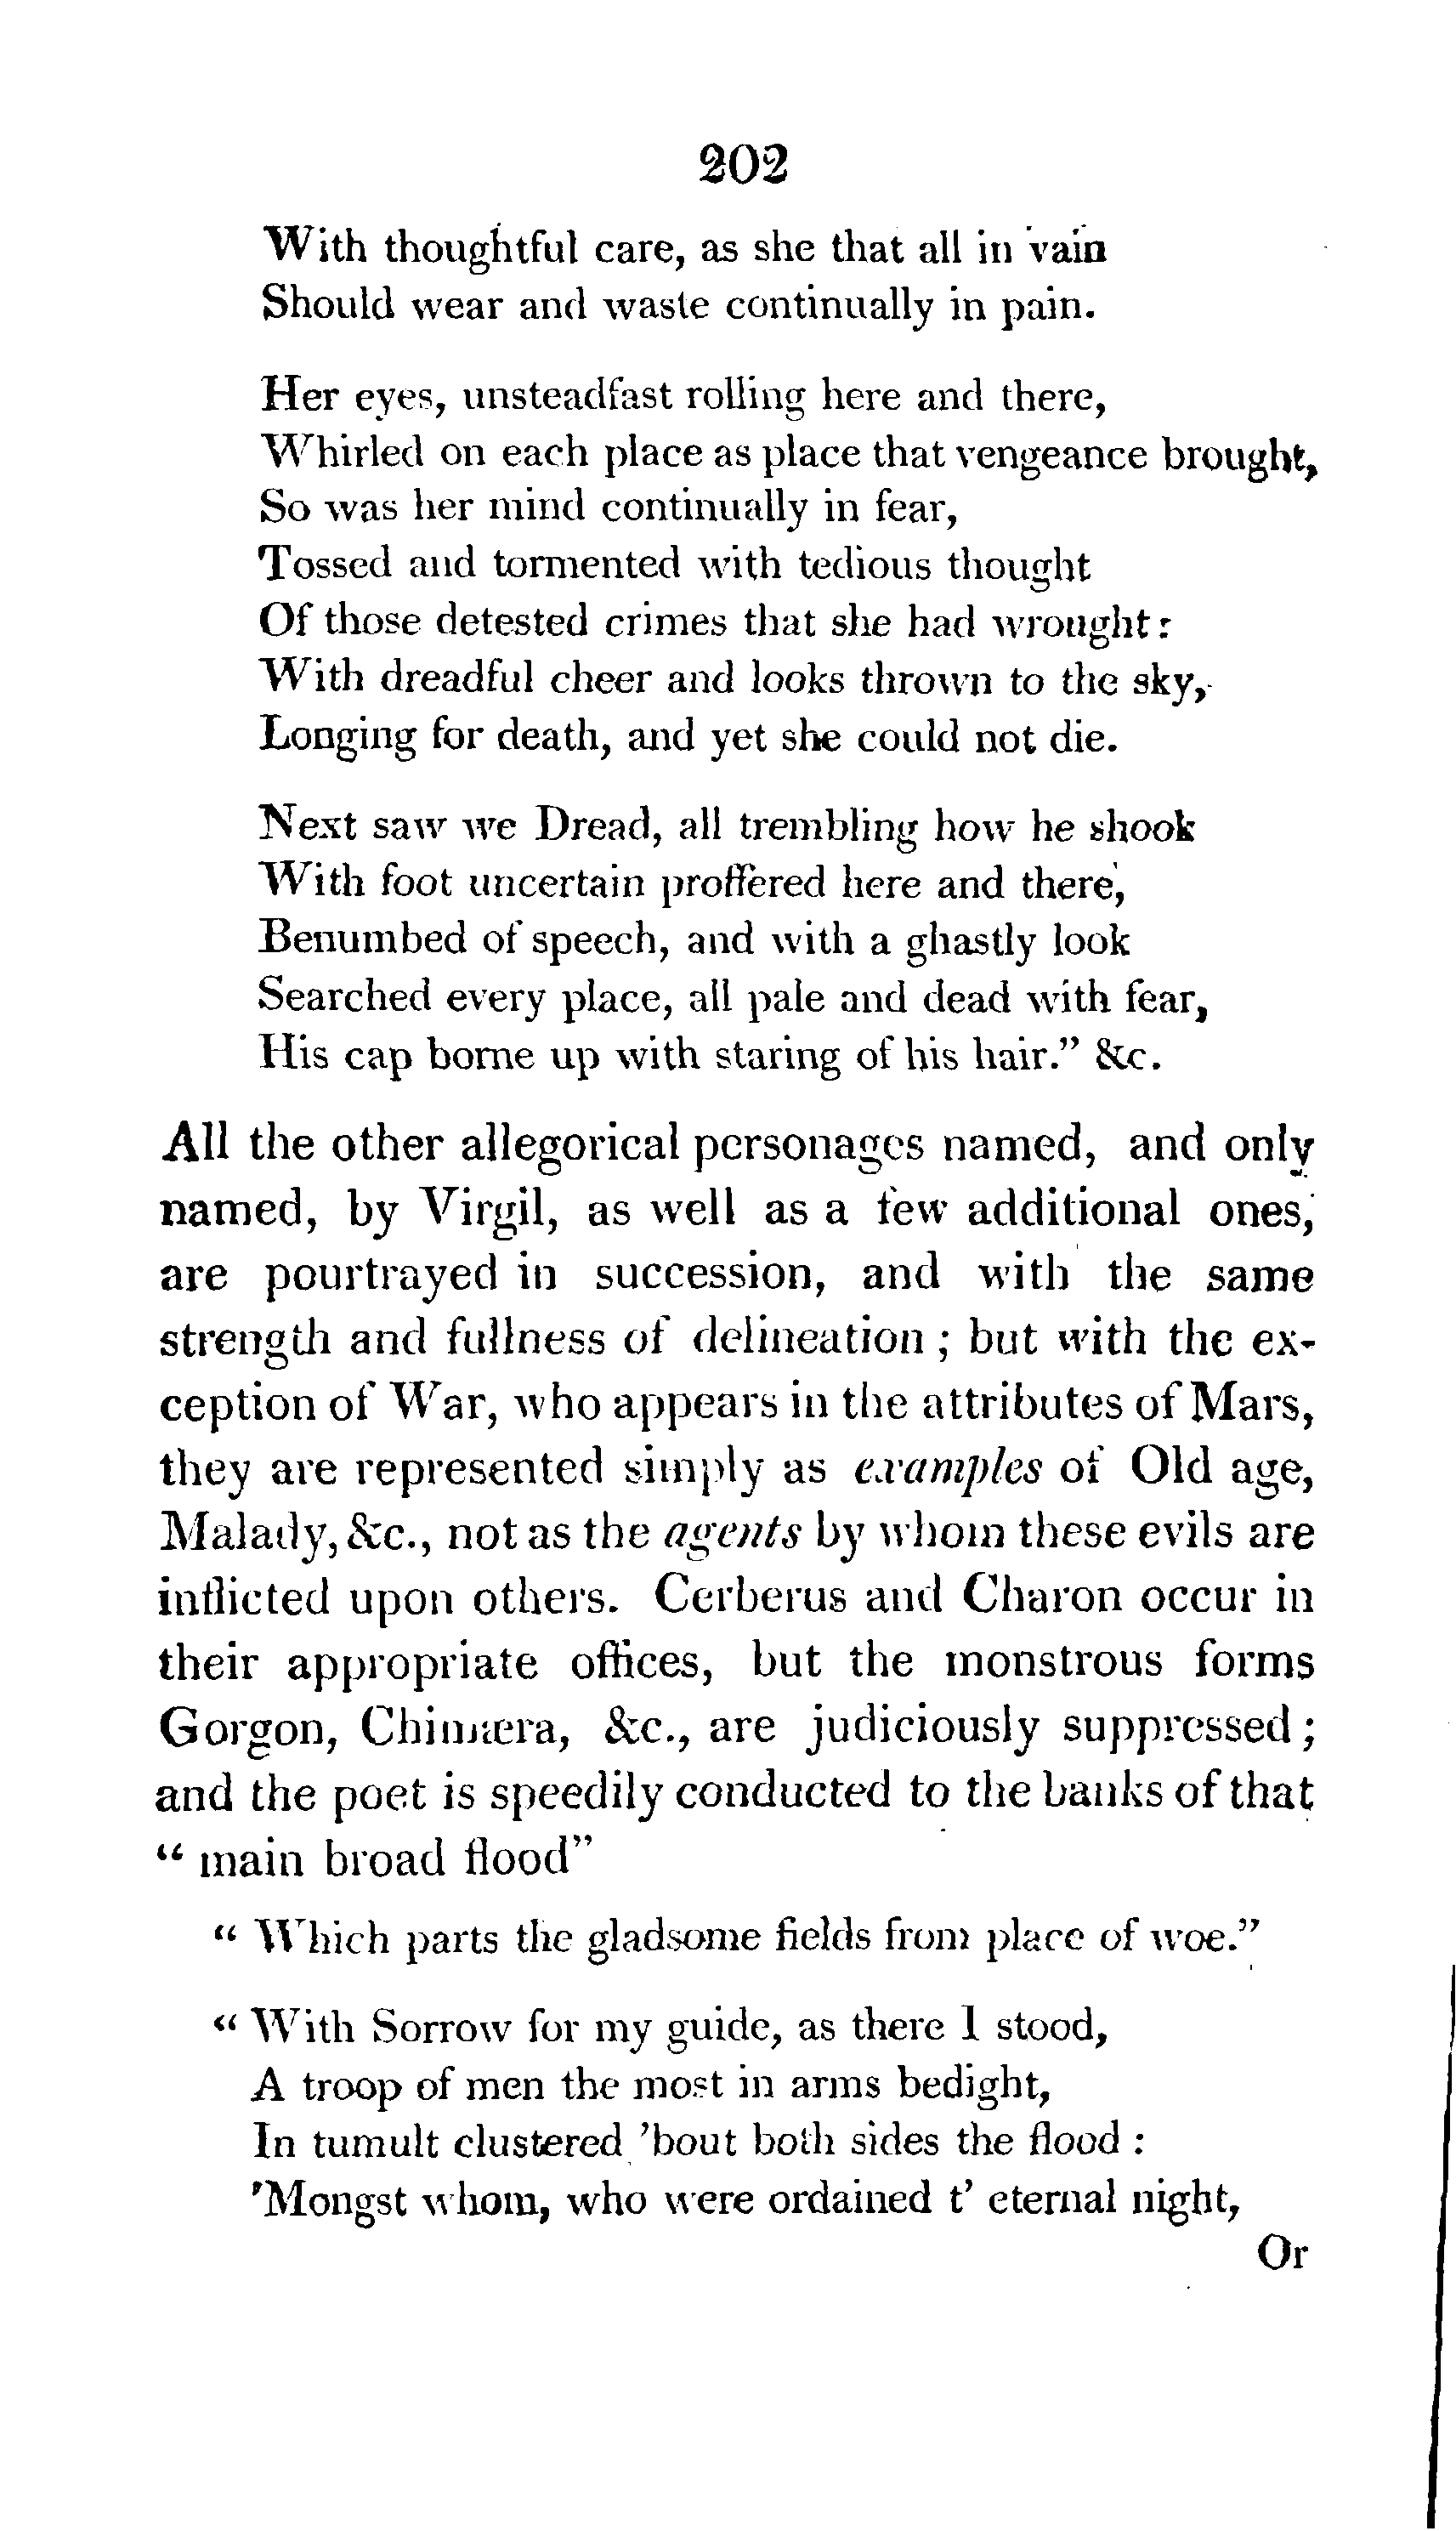 202
With thoughtful care, as she that all in vain
Should wear and waste continually in pain.
Her eyes, unsteadfast rolling here and there,
Whirled on each place as place that vengeance brought,
So was her mind continually in fear,
Tossed and tormented with tedious thought
Of those detested crimes that she had wrought:
With dreadful cheer and looks thrown to the sky,
Longing for death, and yet she could not die.
Next saw we Dread, all trembling how he shook
With foot uncertain proffered here and there,
Benumbed of speech, and with a ghastly look
Searched every place, all pale and dead with fear,
His cap borne up with staring of his hair.” &c.
All the other allegorical personages named, and only
named, by Virgil, as well as a few additional ones,
are pourtrayed in succession, and with the same
strength and fullness of delineation; but with the ex-
ception of War, who appears in the attributes of Mars,
they are represented simply as examples of Old age,
Malady, &c., not as the agents by whom these evils are
inflicted upon others. Cerberus and Charon occur in
their appropriate offices, but the monstrous forms
Gorgon, Chimæra, &c., are judiciously suppressed;
and the poet is speedily conducted to the banks of that
“ main broad flood”
“ Which parts the gladsome fields from place of woe.”
“ With Sorrow for my guide, as there I stood,
A troop of men the most in arms bedight,
In tumult clustered ’bout both sides the flood :
’Mongst whom, who were ordained t’ eternal night,
Or